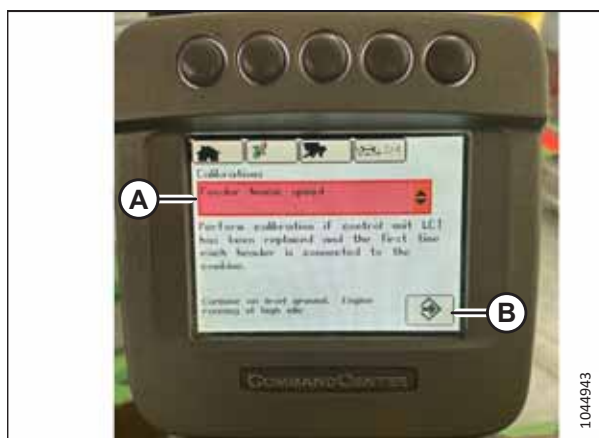 Calibrations
A
Feeder house speed
Perform calibration if control unit LC1
has been replaced and the first time
each header is connected to the
combine.
Combine on level ground. Engine
running at high idle
B
COMMANDCENTER
1044943